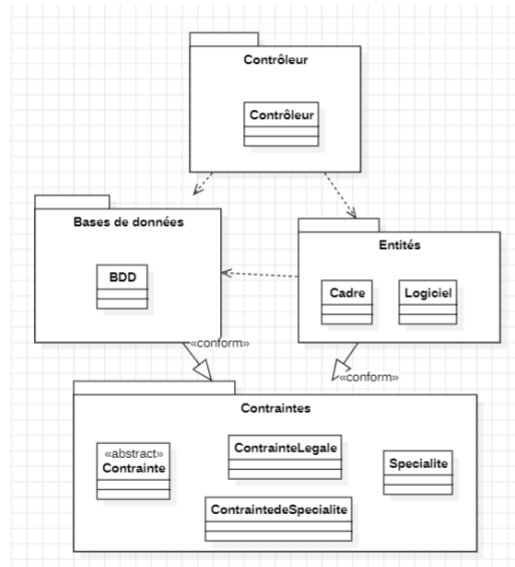 Contrôleur
Contrôleur
Bases de données
BDD
Entités
Cadre
Logiciel
«conform»
«conform»
Contraintes
«abstract»
Contrainte
ContrainteLegale
Specialite
ContraintedeSpecialite